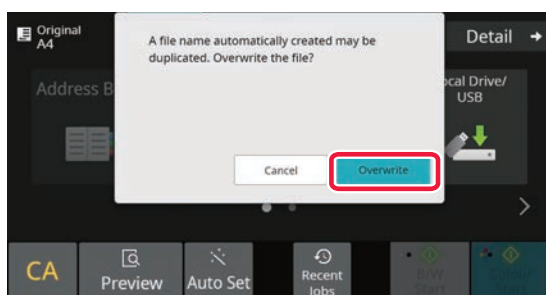 Original
A4
A file name automatically created may be
duplicated. Overwrite the file?
Detail
Address B
ocal Drive/
USB
Cancel
Overwrite
CA
Preview
Auto Set
Recent
Jobs
B/W
Start
Colour
Start